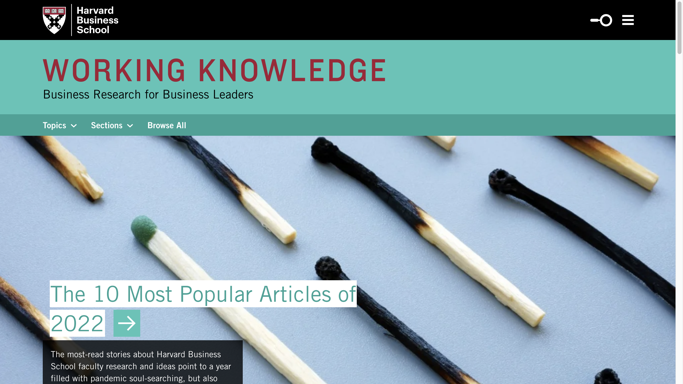 Harvard
Business
School
WORKING KNOWLEDGE
Business Research for Business Leaders
Topics Sections Browse All
The 10 Most Popular Articles of
2022
The most-read stories about Harvard Business
School faculty research and ideas point to a year
filled with pandemic soul-searching, but also